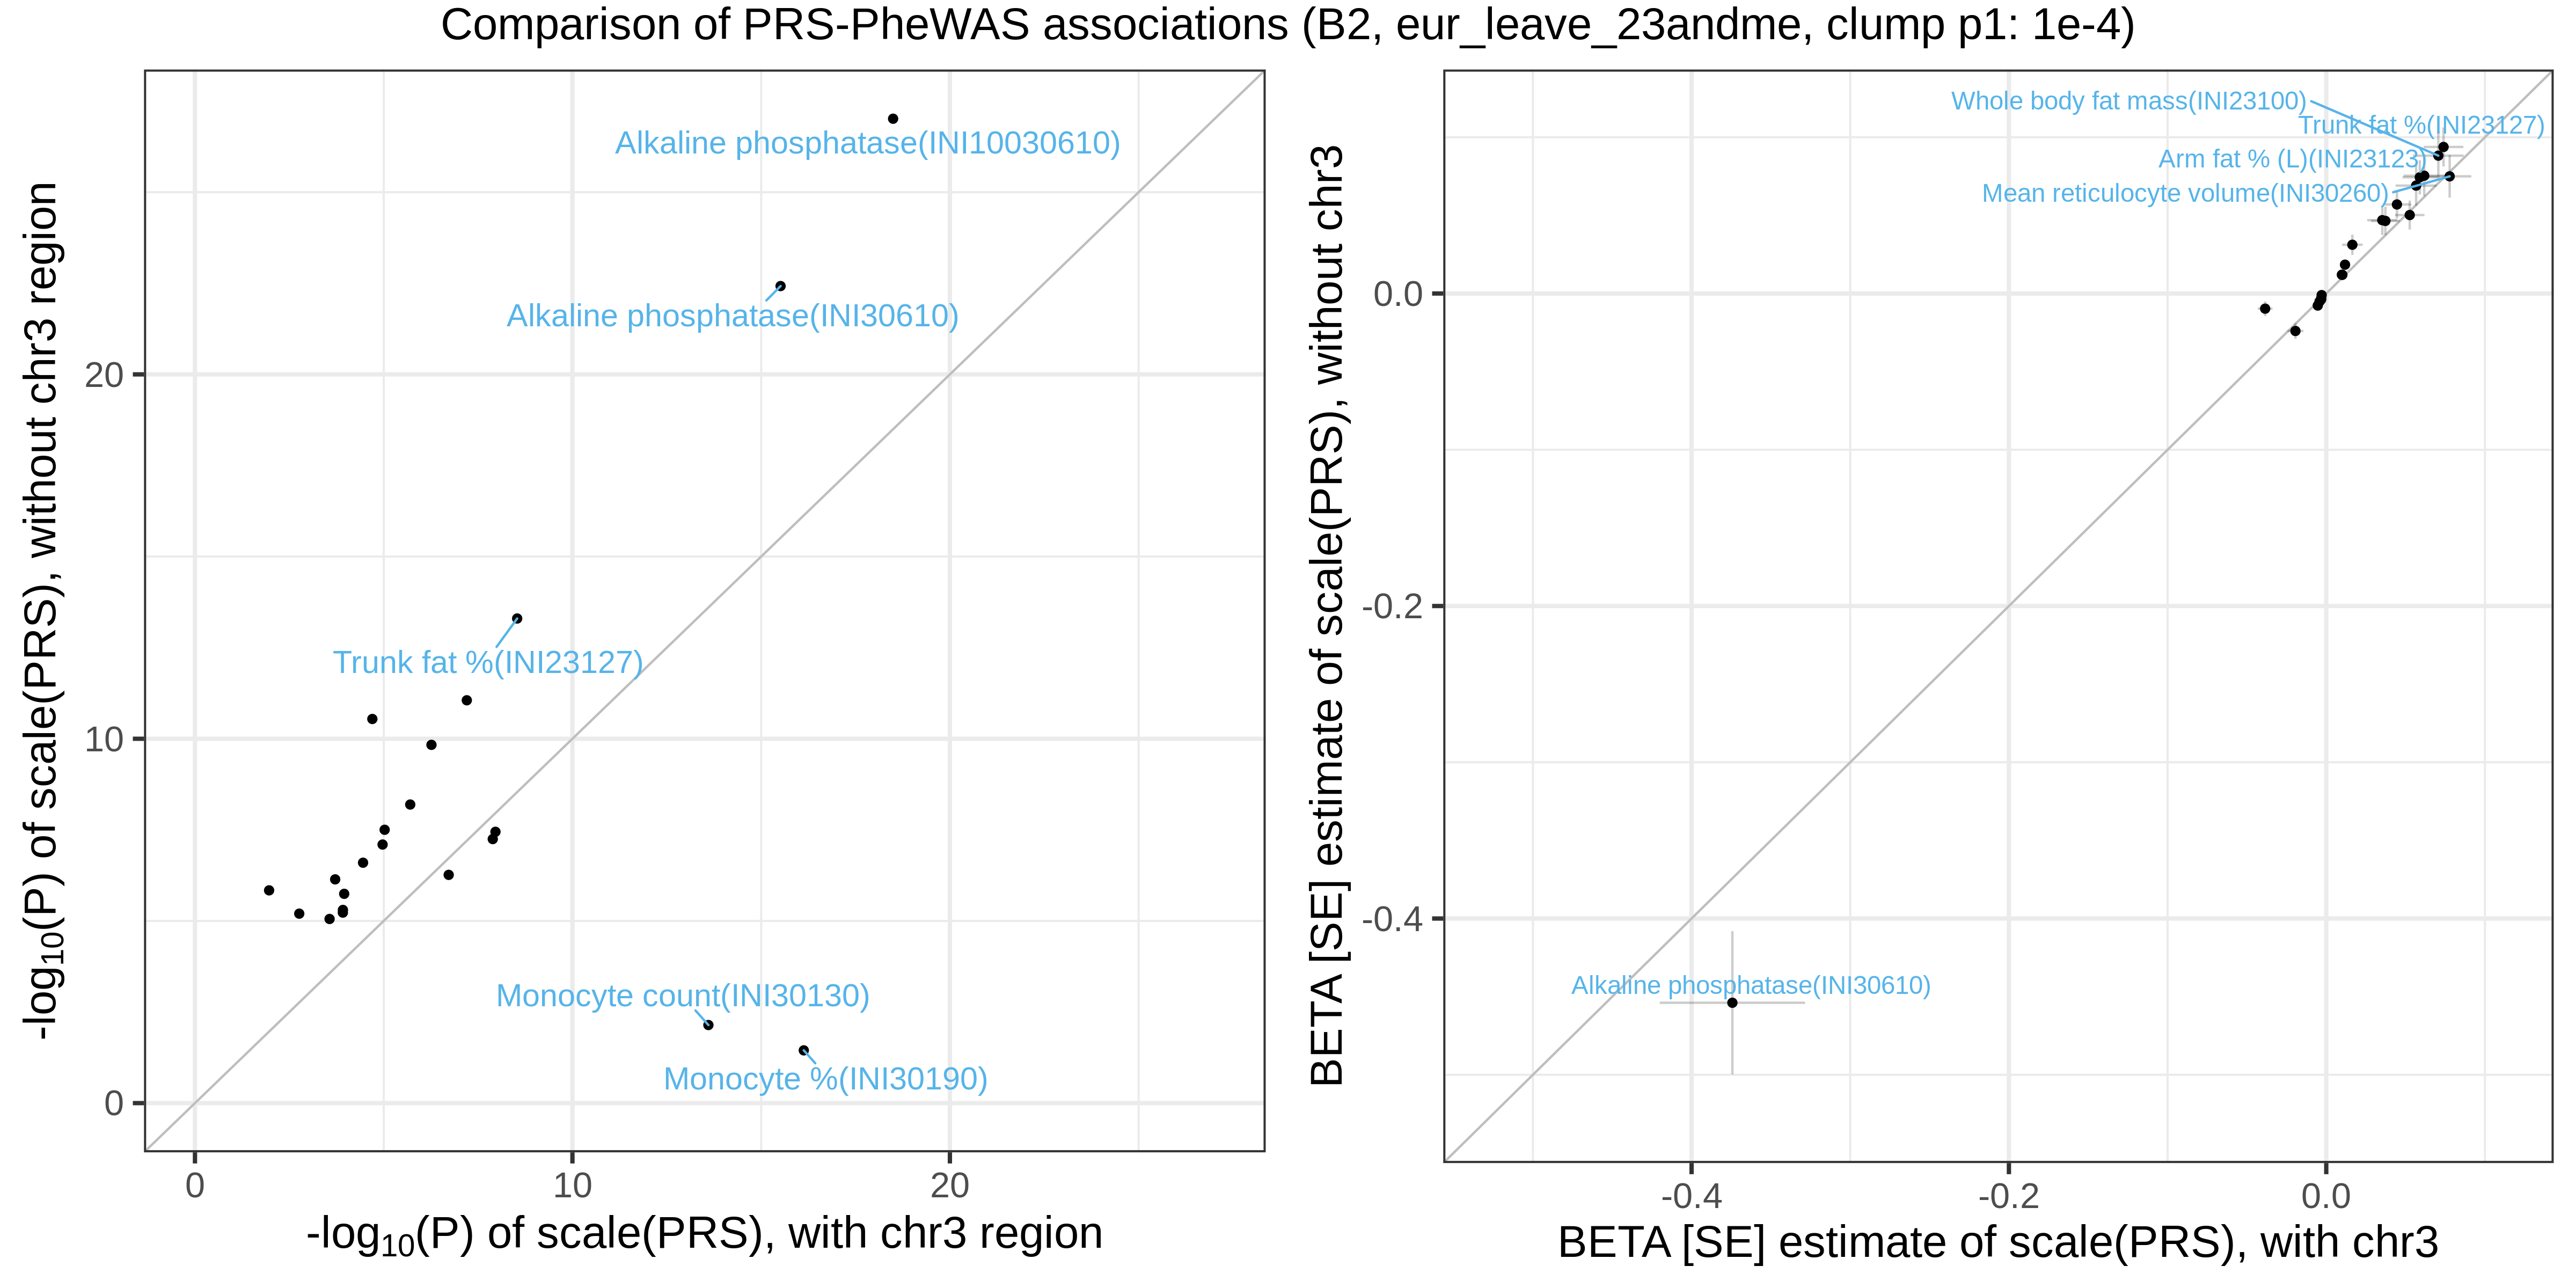 Comparison of PRS-PheWAS associations (B2, eur_leave_23andme, clump p1: 1e-4)
-log10(P) of scale(PRS), without chr3 region
20
10
0
Alkaline phosphatase(INI10030610)
Alkaline phosphatase(INI30610)
Trunk fat %(INI23127)
Monocyte count(INI30130)
Monocyte %(INI30190)
0
10
20
-log10(P) of scale(PRS), with chr3 region
BETA [SE] estimate of scale(PRS), without chr3
0.0
-0.2
-0.4
Whole body fat mass(INI23100)
Trunk fat %(INI23127)
Arm fat % (L)(INI23123)
Mean reticulocyte volume(INI30260)
Alkaline phosphatase(INI30610)
-0.4
-0.2
0.0
BETA [SE] estimate of scale(PRS), with chr3